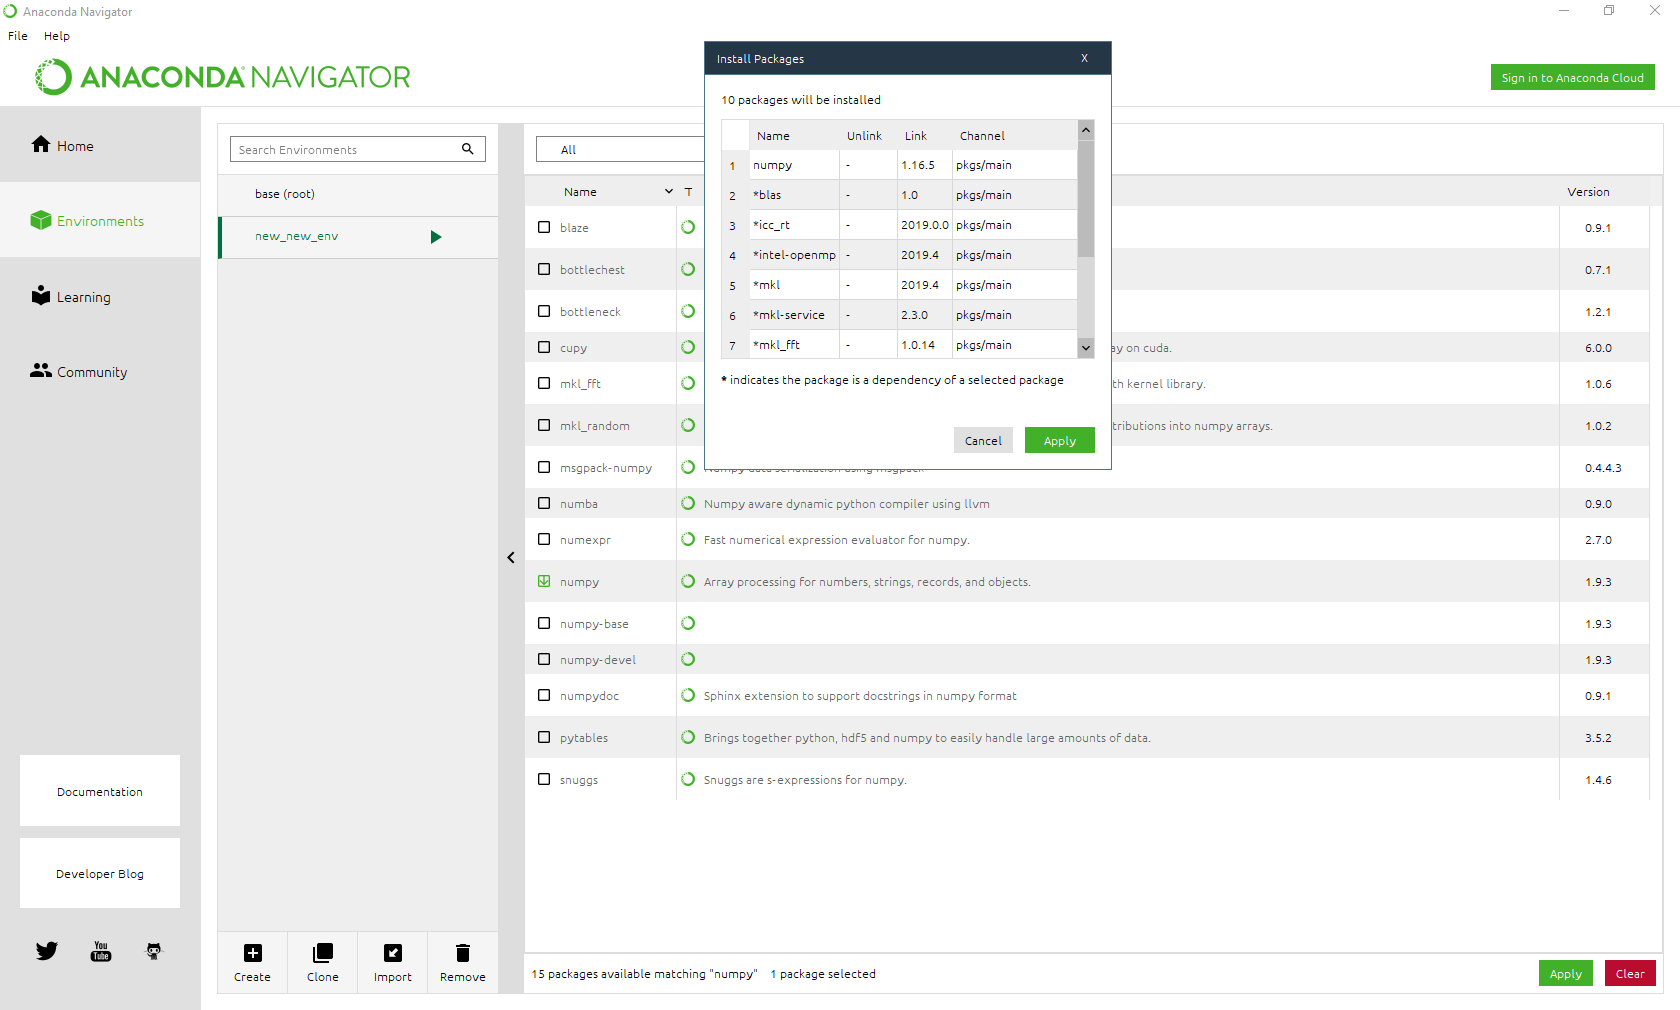 Anaconda Navigator
File Help
ANACONDA NAVIGATOR
Sign in to Anaconda Cloud
Home
Environments
Learning
Community
Documentation
Developer Blog
You Tube
Search Environments
base (root)
new_new_env
Create Clone Import Remove
All
Name T Version
blaze 0.9.1
bottlechest 0.7.1
bottleneck 1.2.1
cupy ay on cuda. 6.0.0
mkl_fft th kernel library. 1.0.6
mkl_random tributions into numpy arrays. 1.0.2
msgpack-numpy Numpy data serialization using msgpack 0.4.4.3
numba Numpy aware dynamic python compiler using llvm 0.9.0
numexpr Fast numerical expression evaluator for numpy. 2.7.0
numpy Array processing for numbers, strings, records, and objects. 1.9.3
numpy-base 1.9.3
numpy-devel 1.9.3
numpydoc Sphinx extension to support docstrings in numpy format 0.9.1
pytables Brings together python, hdf5 and numpy to easily handle large amounts of data. 3.5.2
snuggs Snuggs are s-expressions for numpy. 1.4.6
15 packages available matching "numpy" 1 package selected
Apply Clear
Install Packages X
10 packages will be installed
Name Unlink Link Channel
1 numpy - 1.16.5 pkgs/main
2 *blas - 1.0 pkgs/main
3 *icc_rt - 2019.0.0 pkgs/main
4 *intel-openmp - 2019.4 pkgs/main
5 *mkl - 2019.4 pkgs/main
6 *mkl-service - 2.3.0 pkgs/main
7 *mkl_fft - 1.0.14 pkgs/main
* indicates the package is a dependency of a selected package
Cancel Apply